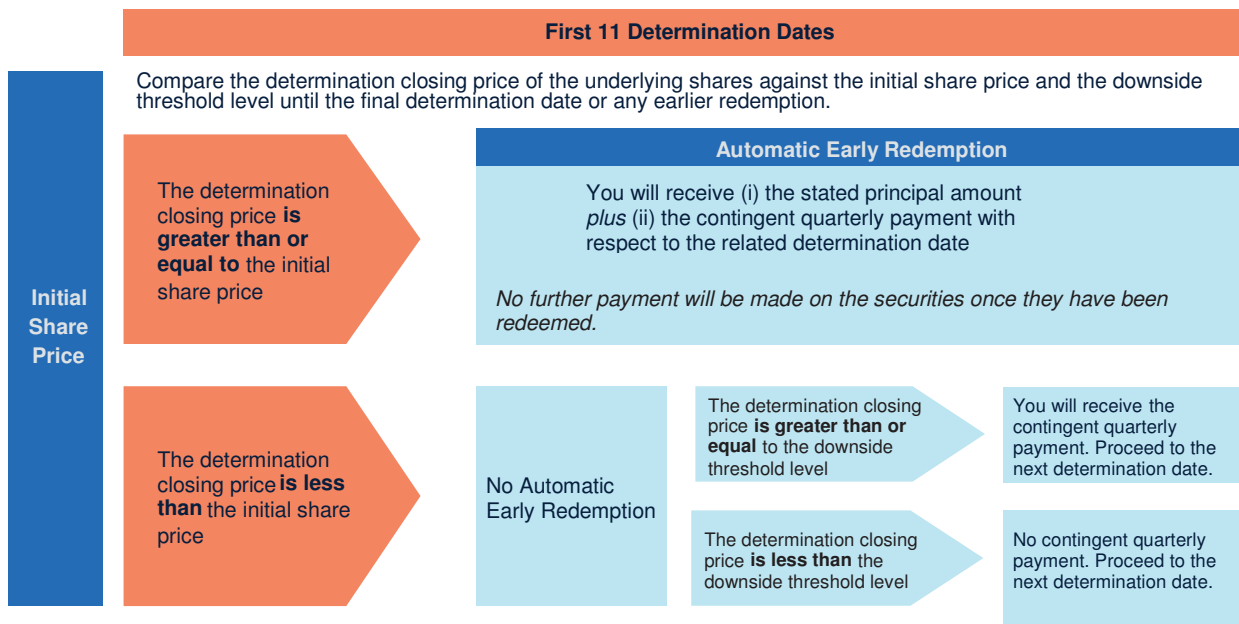 First 11 Determination Dates
Compare the determination closing price of the underlying shares against the initial share price and the downside
threshold level until the final determination date or any earlier redemption.
Initial
Share
Price
The determination
closing price is
greater than or
equal to the initial
share price
Automatic Early Redemption
You will receive (i) the stated principal amount
plus (ii) the contingent quarterly payment with
respect to the related determination date
No further payment will be made on the securities once they have been
redeemed.
The determination
closing price is less
than the initial share
price
No Automatic
Early Redemption
The determination closing
price is greater than or
equal to the downside
threshold level
You will receive the
contingent quarterly
payment. Proceed to the
next determination date.
The determination closing
price is less than the
downside threshold level
No contingent quarterly
payment. Proceed to the
next determination date.